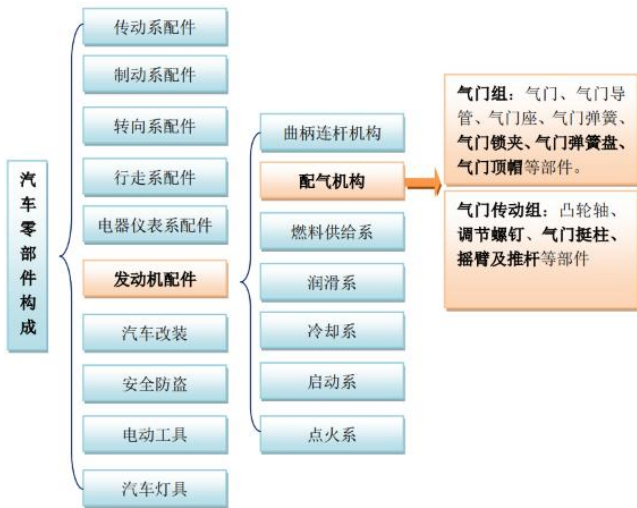 汽车零部件构成
传动系配件
制动系配件
转向系配件
行走系配件
电器仪表系配件
发动机配件
汽车改装
安全防盗
电动工具
汽车灯具
曲柄连杆机构
配气机构
燃料供给系
润滑系
冷却系
启动系
点火系
气门组：气门、气门导
管、气门座、气门弹簧、
气门锁夹、气门弹簧盘、
气门顶帽等部件。
气门传动组：凸轮轴、
调节螺钉、气门挺柱、
摇臂及推杆等部件